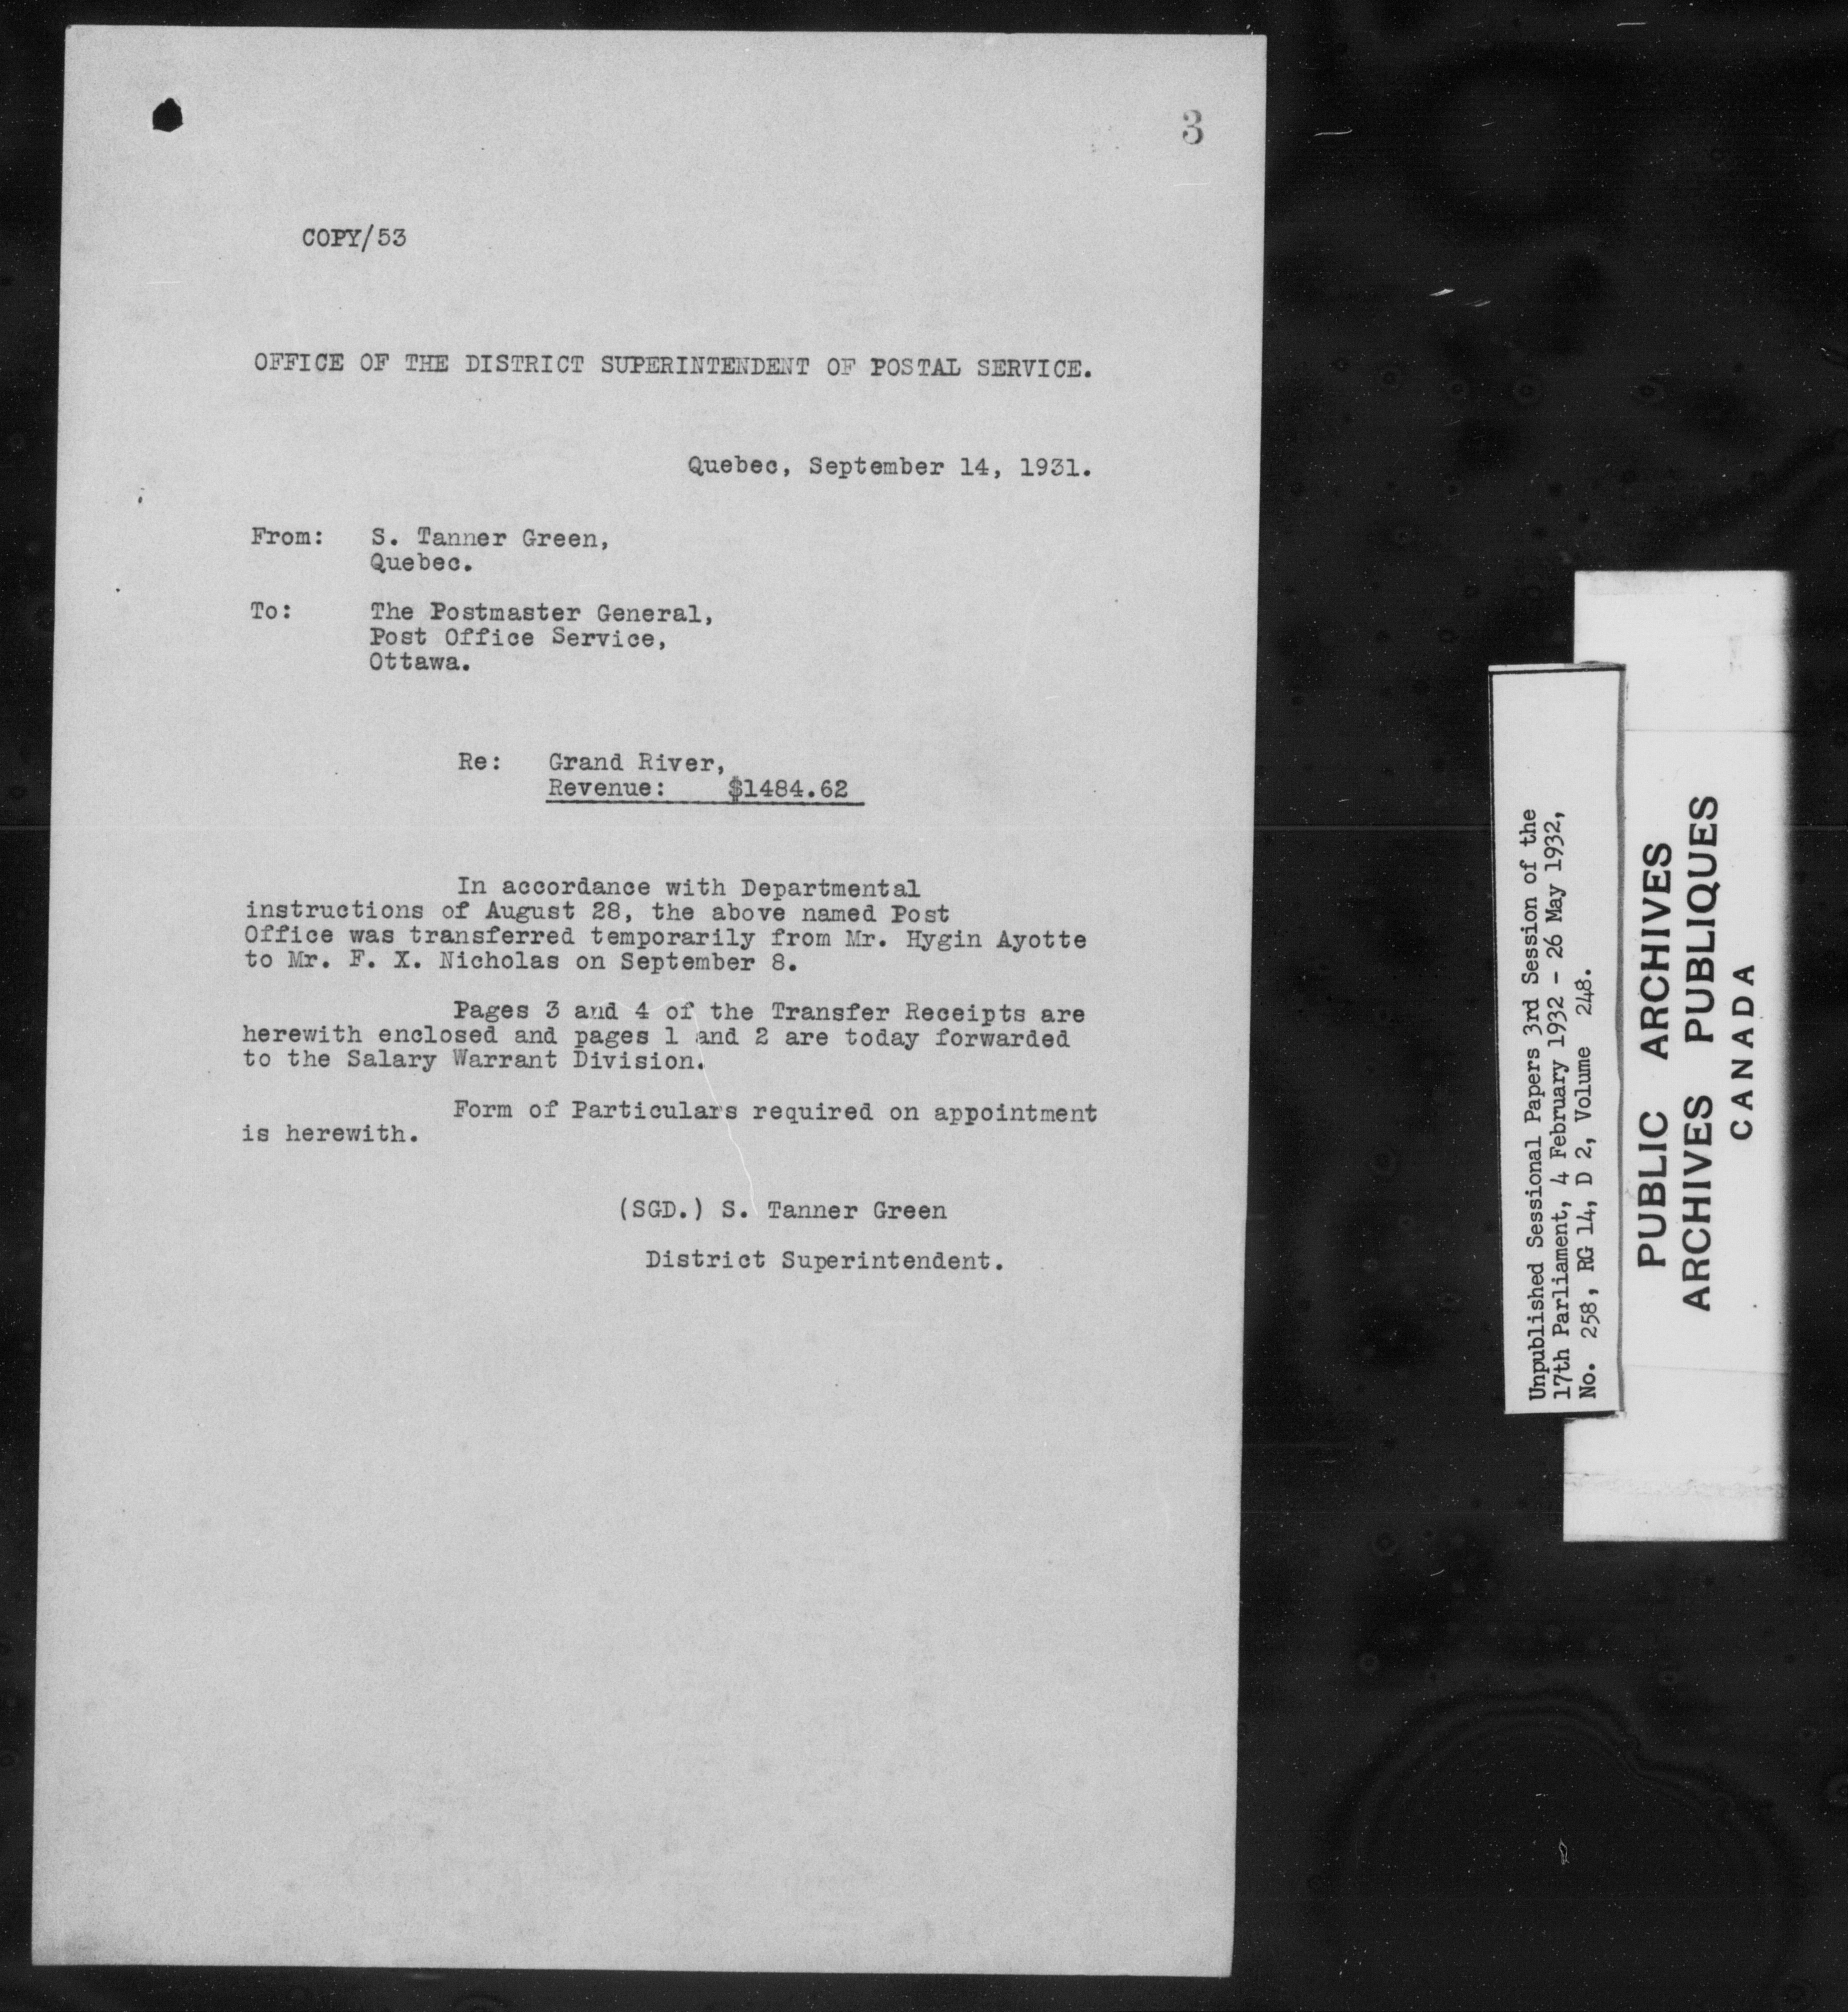 3
COPY/53
OFFICE OF THE DISTRICT SUPERINTENDENT OF POSTAL SERVICE.
Quebec, September 14, 1931.
From: S. Tanner Green,
Quebec.
To: The Postmaster General,
Post Office Service,
Ottawa.
Re: Grand River,
Revenue: $1484.62
In accordance with Departmental
instructions of August 28, the above named Post
Office was transferred temporarily from Mr. Hygin Ayotte
to Mr. F. X. Nicholas on September 8.
Pages 3 and 4 of the Transfer Receipts are
herewith enclosed and pages 1 and 2 are today forwarded
to the Salary Warrant Division.
Form of Particulars required on appointment
is herewith.
(SGD.) S. Tanner Green
District Superintendent.
Unpublished Sessional Papers 3rd Session of the
17th Parliament, 4 February 1932 - 26 May 1932,
No. 258, RG 14, D 2, Volume 248.
PUBLIC ARCHIVES
ARCHIVES PUBLIQUES
CANADA